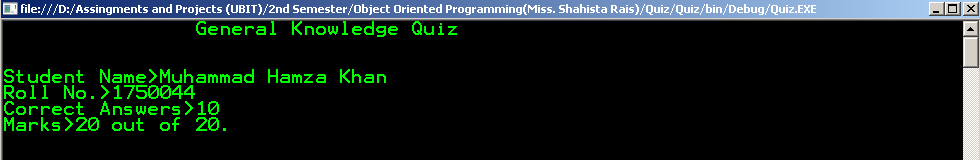 file:///D:/Assingments and Projects (UBIT)/2nd Semester/Object Oriented Programming(Miss. Shahista Rais)/Quiz/Quiz/bin/Debug/Quiz.EXE
General Knowledge Quiz
Student Name>Muhammad Hamza Khan
Roll No.>1750044
Correct Answers>10
Marks>20 out of 20.